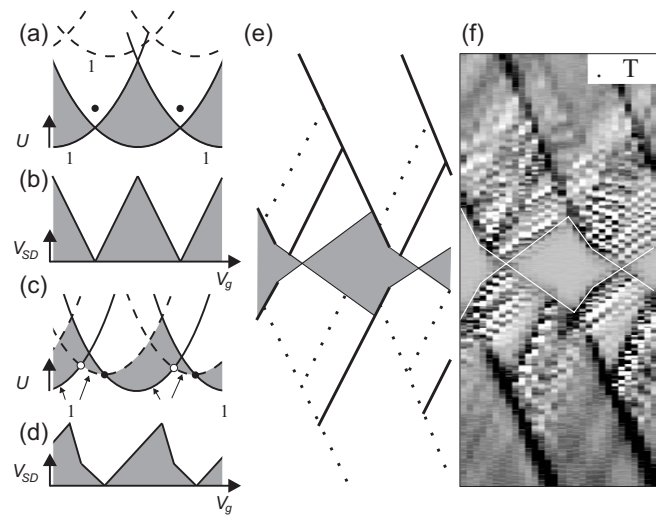 (a)
1
U
1
1
(b)
V_SD
V_g
(c)
U
1
1
(d)
V_SD
V_g
(e)
(f)
. T